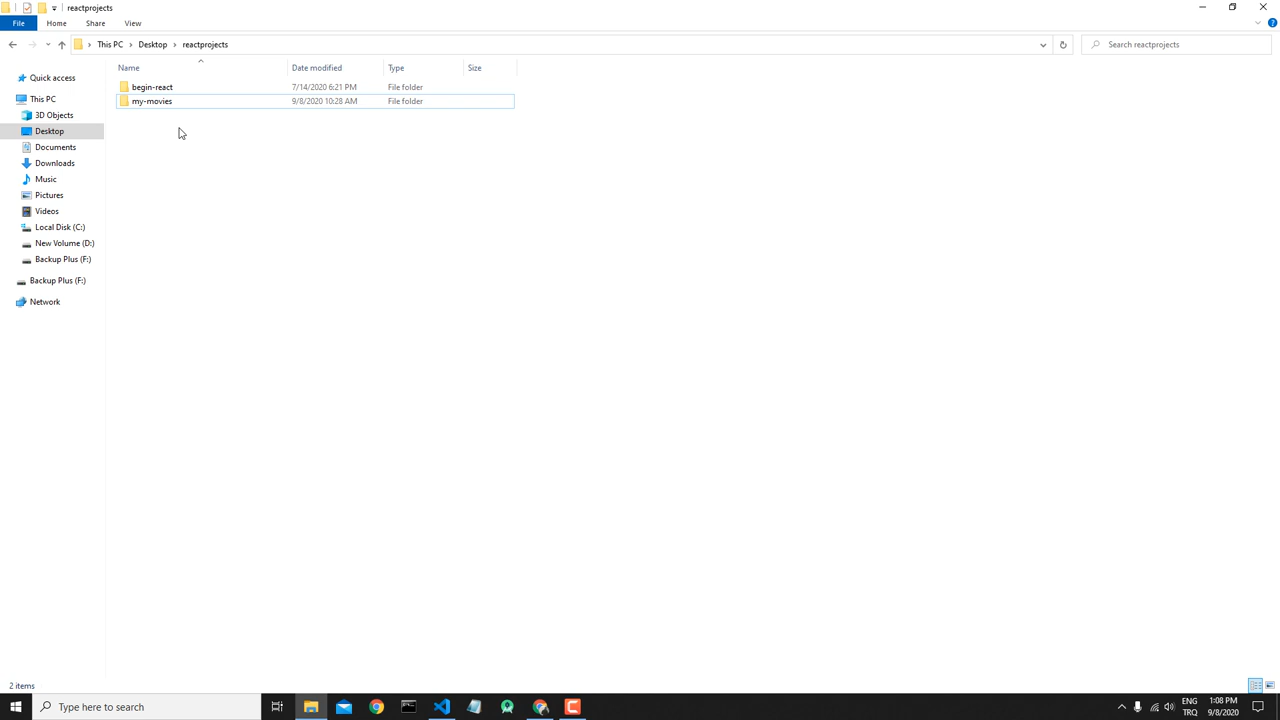 reactprojects
File Home Share View
This PC Desktop reactprojects
Search reactprojects
Name Date modified Type Size
begin-react 7/14/2020 6:21 PM File folder
my-movies 9/8/2020 10:28 AM File folder
Quick access
This PC
3D Objects
Desktop
Documents
Downloads
Music
Pictures
Videos
Local Disk (C:)
New Volume (D:)
Backup Plus (F:)
Backup Plus (F:)
Network
2 items
Type here to search
ENG 1:08 PM
TRQ 9/8/2020